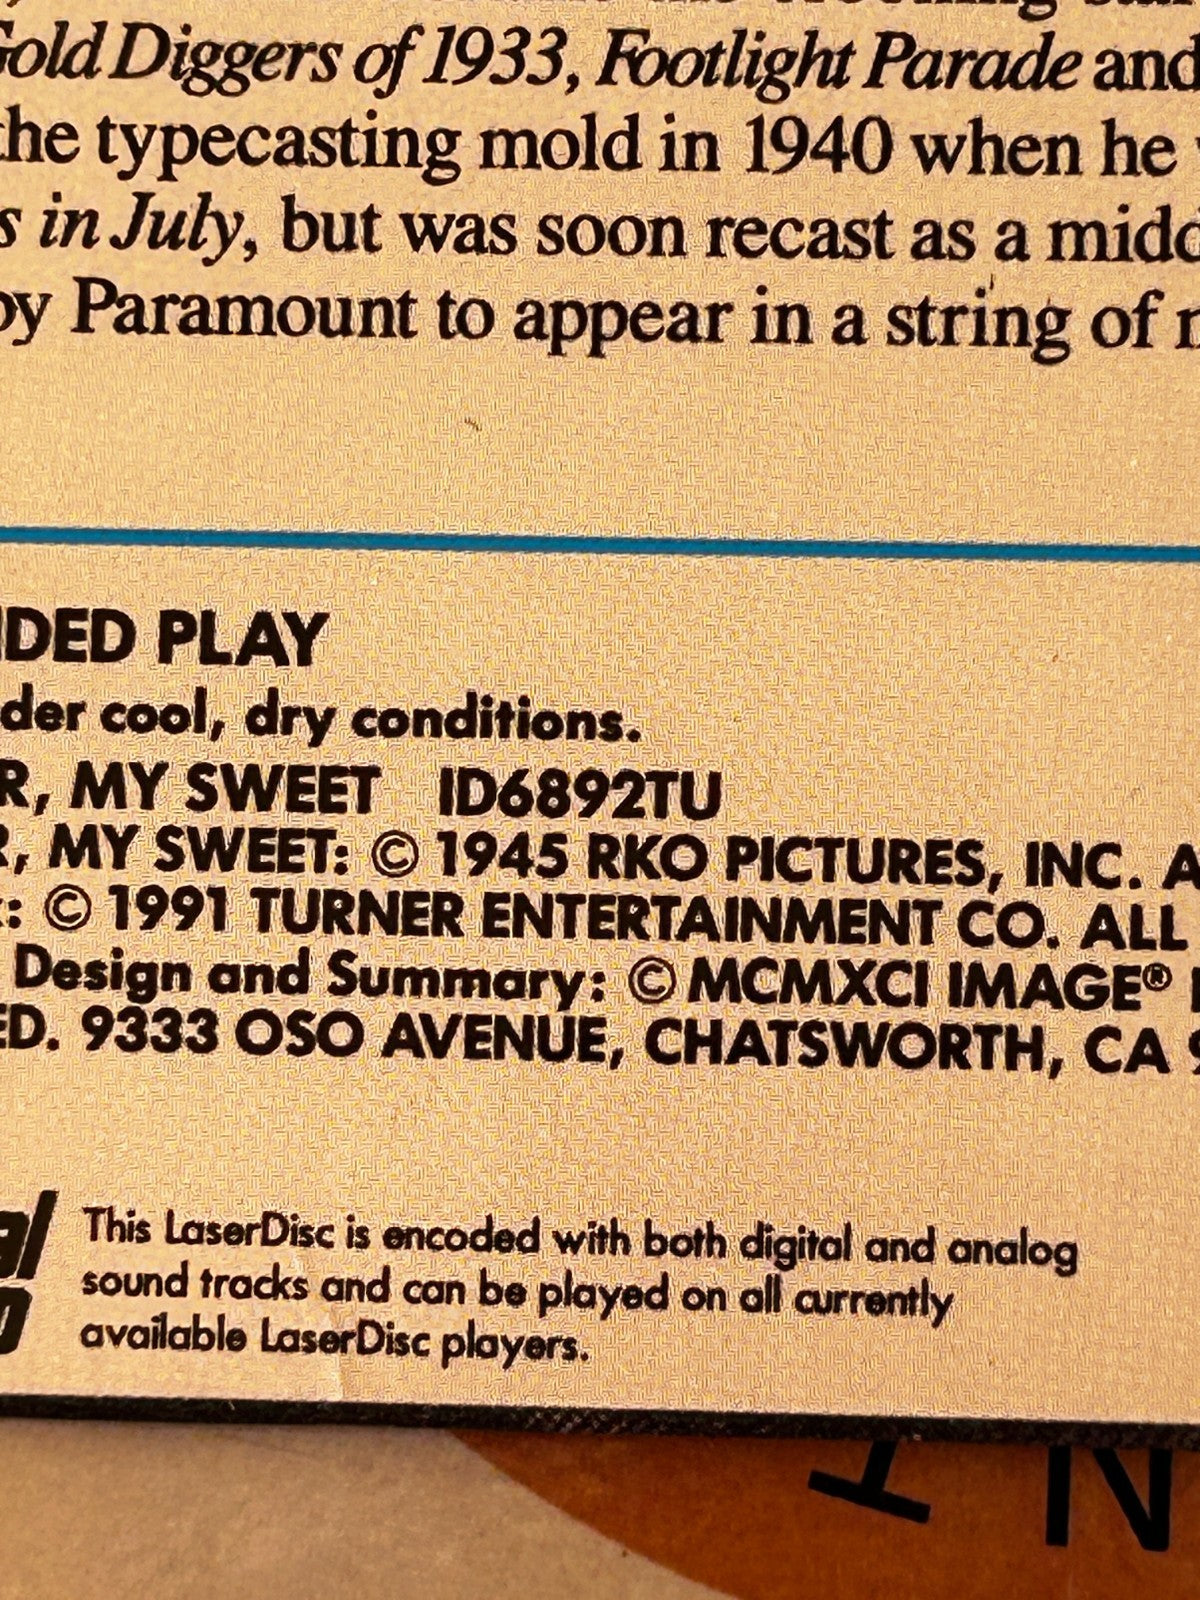 Gold Diggers of 1933, Footlight Parade and
the typecasting mold in 1940 when he
s in July, but was soon recast as a midd
by Paramount to appear in a string of
DED PLAY
der cool, dry conditions.
R, MY SWEET ID6892TU
R, MY SWEET: © 1945 RKO PICTURES, INC. A
: © 1991 TURNER ENTERTAINMENT CO. ALL
Design and Summary: © MCMXCI IMAGE®
ED. 9333 OSO AVENUE, CHATSWORTH, CA
al
This LaserDisc is encoded with both digital and analog
sound tracks and can be played on all currently
available LaserDisc players.